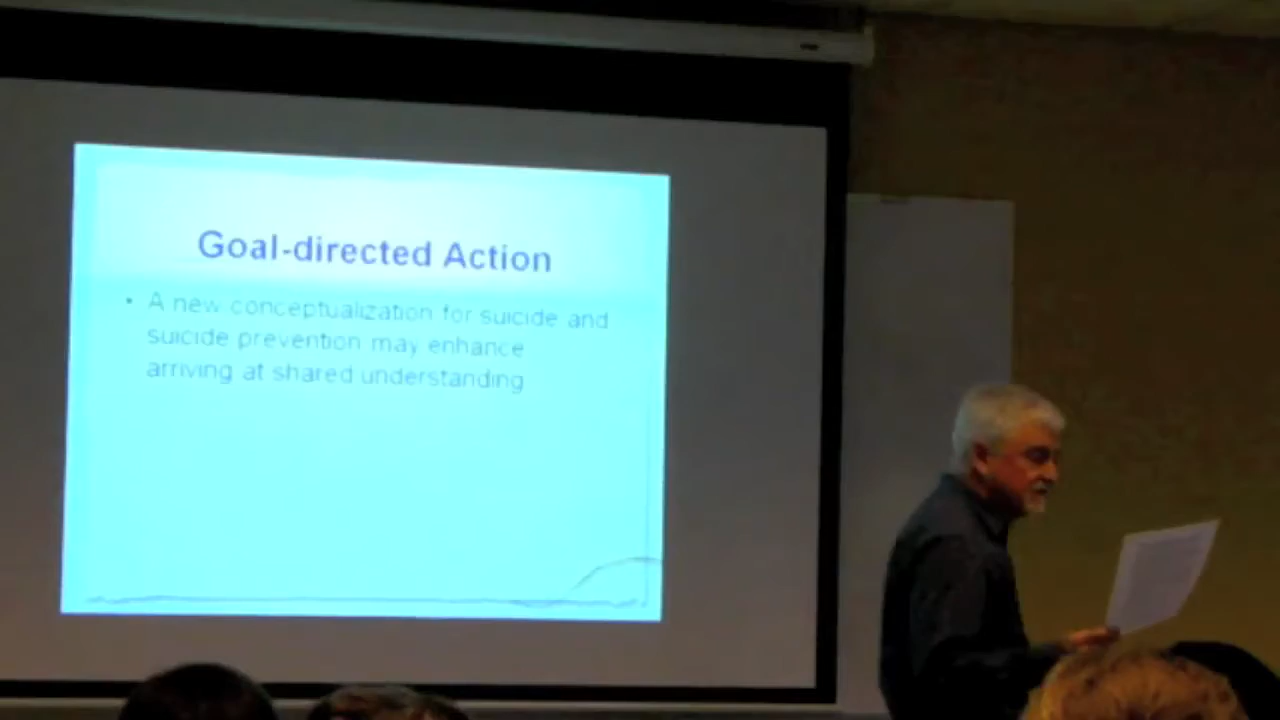 Goal-directed Action
• A new conceptualization for suicide and
suicide prevention may enhance
arriving at shared understanding